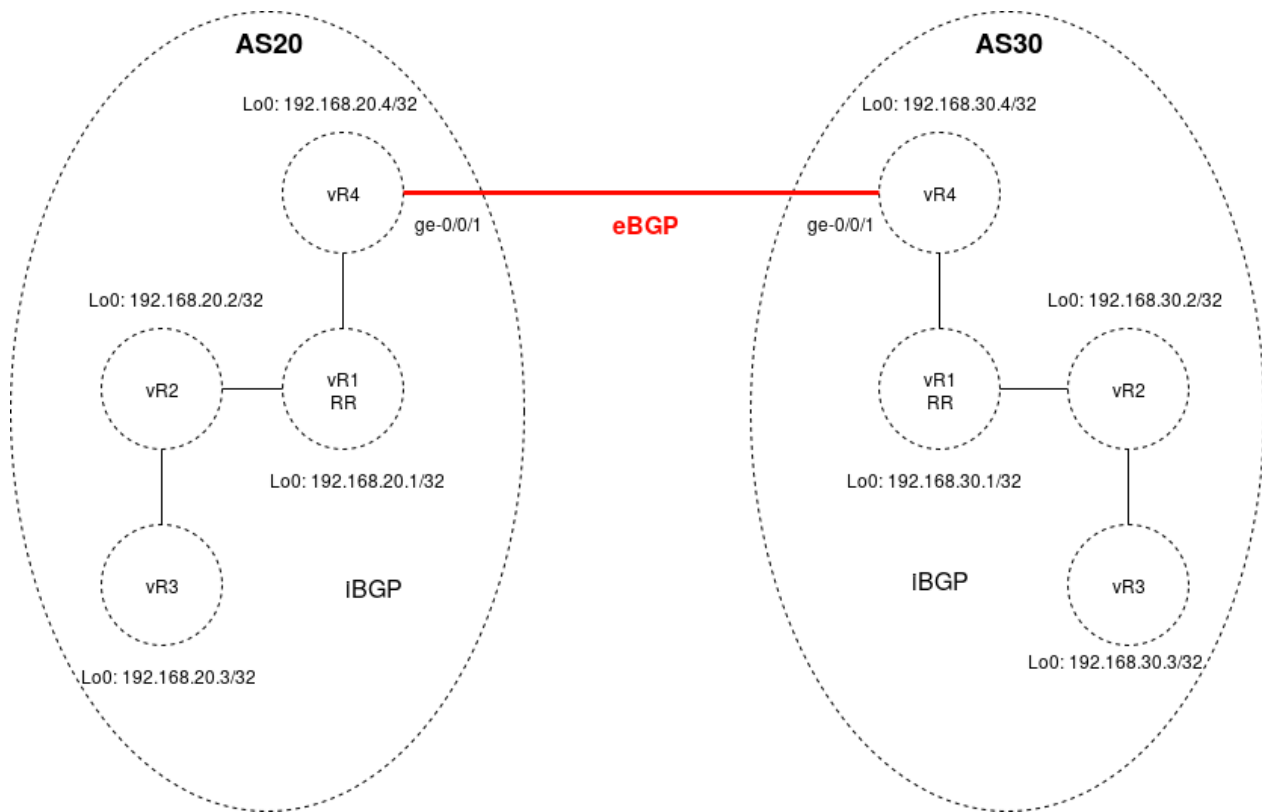 AS20
AS30
Lo0: 192.168.20.4/32
Lo0: 192.168.30.4/32
vR4
vR4
ge-0/0/1
eBGP
ge-0/0/1
Lo0: 192.168.20.2/32
Lo0: 192.168.30.2/32
vR2
vR1
RR
vR1
RR
vR2
Lo0: 192.168.20.1/32
Lo0: 192.168.30.1/32
vR3
iBGP
iBGP
vR3
Lo0: 192.168.20.3/32
Lo0: 192.168.30.3/32